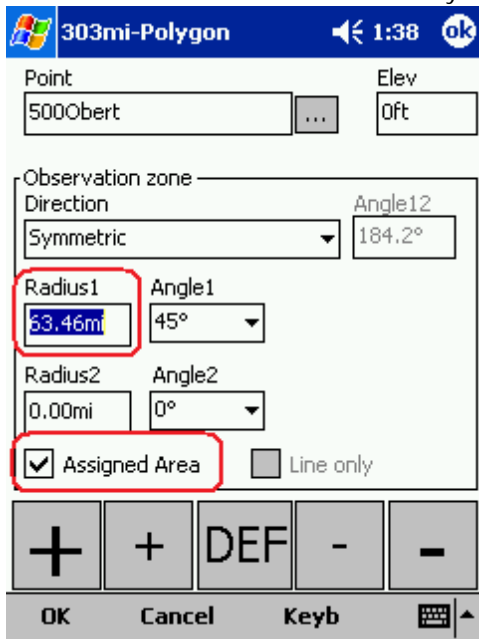 303mi-Polygon 1:38 ok
Point Elev
500Obert ... 0ft
Observation zone
Direction Angle12
Symmetric 184.2°
Radius1 Angle1
63.46mi 45°
Radius2 Angle2
0.00mi 0°
Assigned Area Line only
+ + DEF - -
OK Cancel Keyb